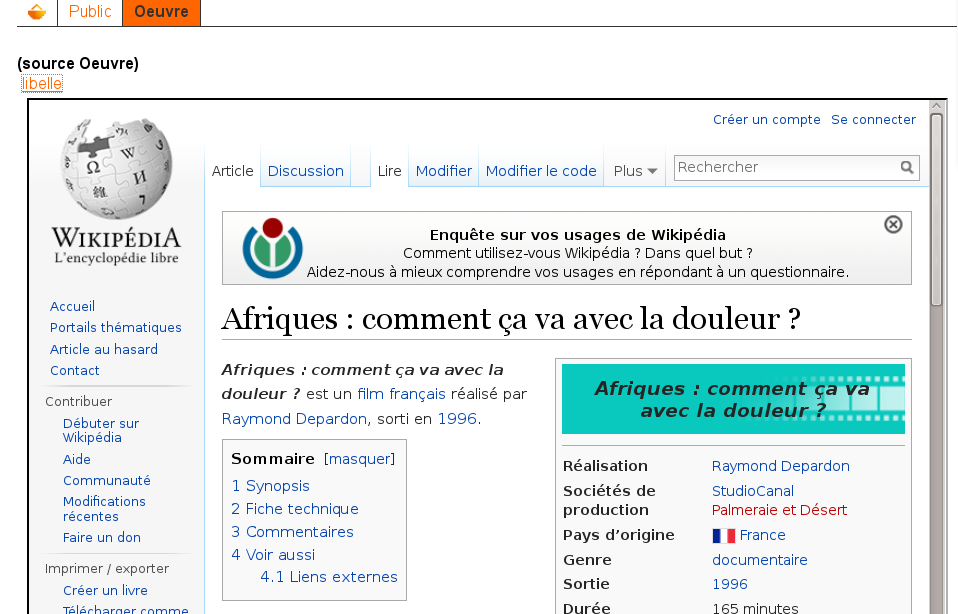 Public Oeuvre
(source Oeuvre)
libelle
Créer un compte Se connecter
Article Discussion Lire Modifier Modifier le code Plus Rechercher
WIKIPÉDIA
L'encyclopédie libre
Accueil
Portails thématiques
Article au hasard
Contact
Contribuer
Débuter sur
Wikipédia
Aide
Communauté
Modifications
récentes
Faire un don
Imprimer / exporter
Créer un livre
Télécharger comme
Enquête sur vos usages de Wikipédia
Comment utilisez-vous Wikipédia ? Dans quel but ?
Aidez-nous à mieux comprendre vos usages en répondant à un questionnaire.
Afriques : comment ça va avec la douleur ?
Afriques : comment ça va avec la
douleur ? est un film français réalisé par
Raymond Depardon, sorti en 1996.
Sommaire [masquer]
1 Synopsis
2 Fiche technique
3 Commentaires
4 Voir aussi
4.1 Liens externes
Afriques : comment ça va
avec la douleur ?
Réalisation Raymond Depardon
Sociétés de StudioCanal
production Palmeraie et Désert
Pays d’origine France
Genre documentaire
Sortie 1996
Durée 165 minutes